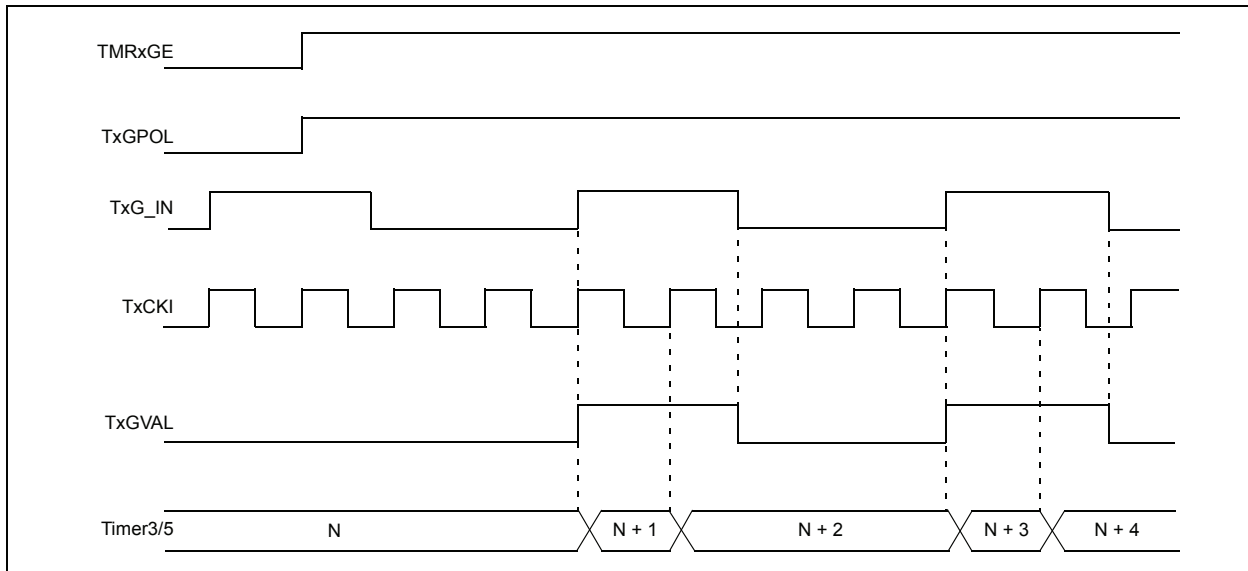 TMRxGE
TxGPOL
TxG_IN
TxCKI
TxGVAL
Timer3/5 N N + 1 N + 2 N + 3 N + 4